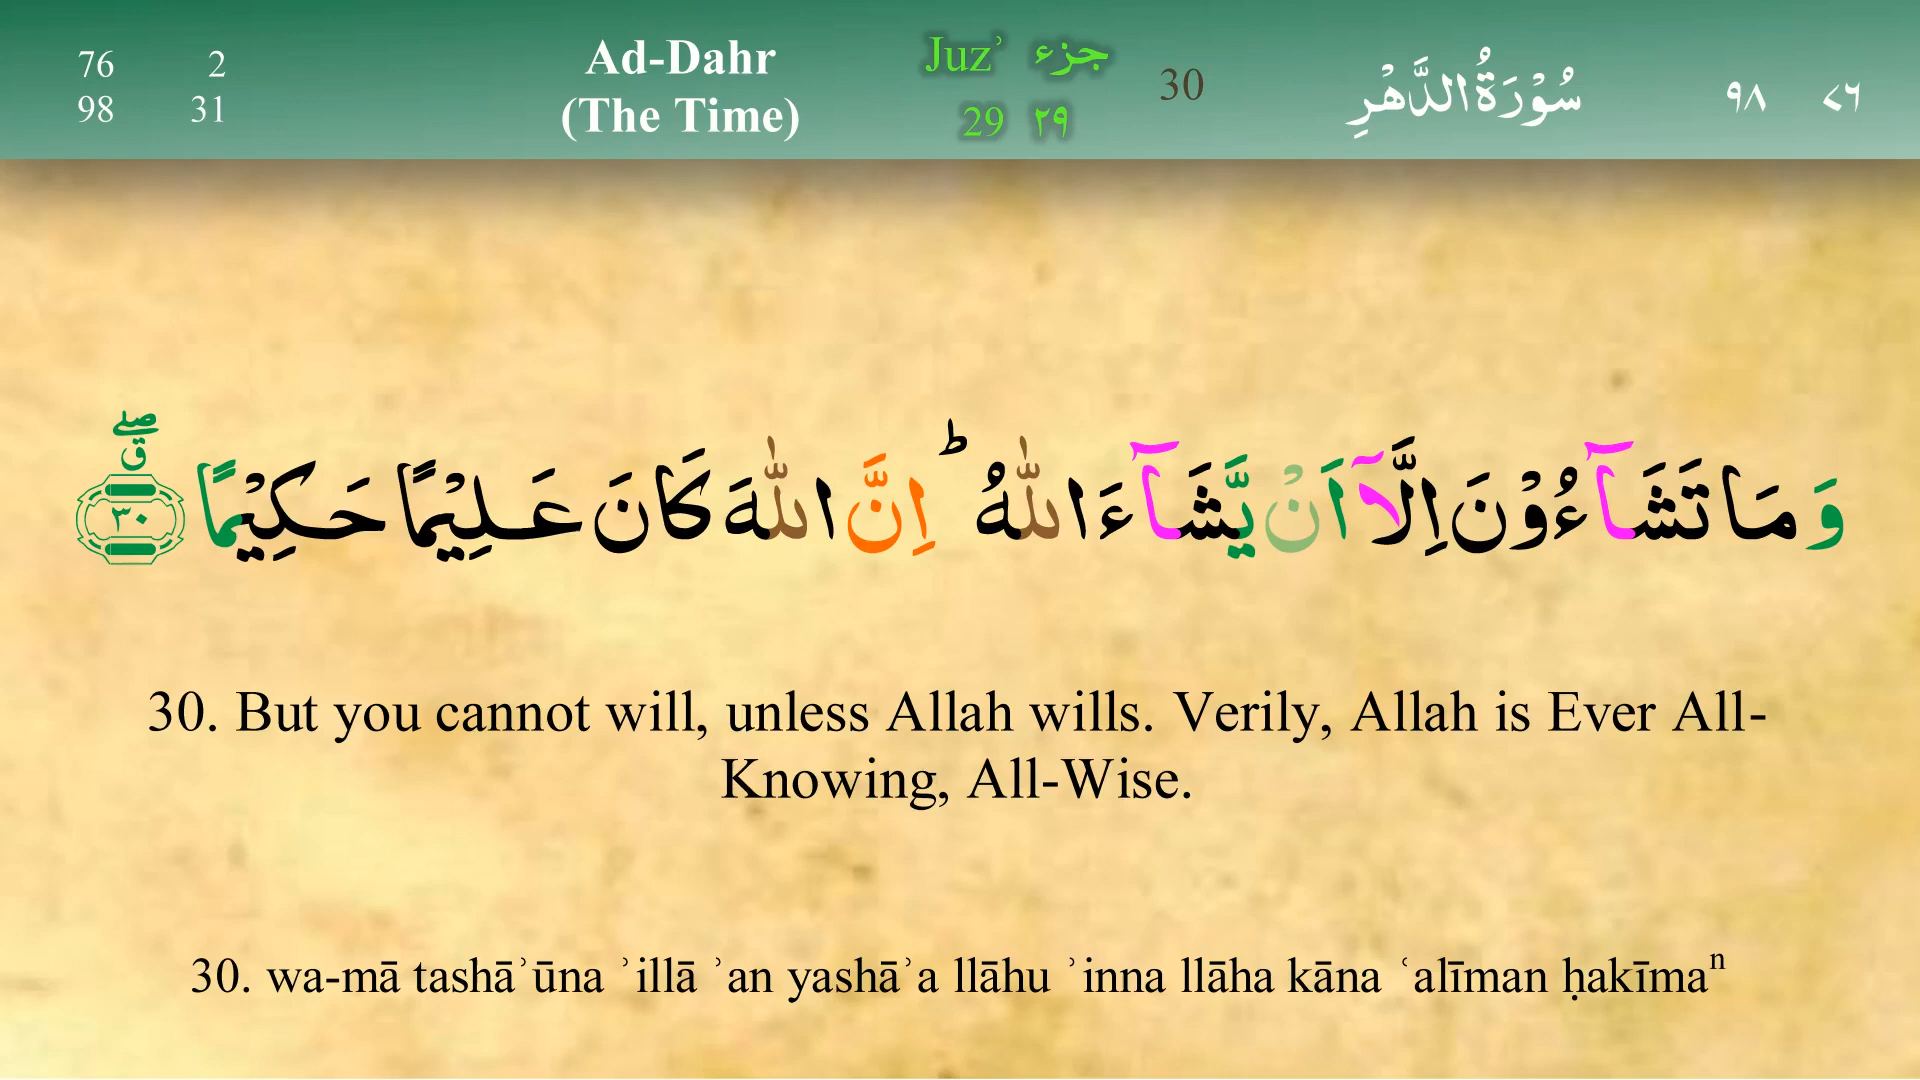 76 2
98 31
Ad-Dahr
(The Time)
Juzʾ جزء
29 ٢٩
30
سُوْرَةُ الدَّهْرِ
٩٨ ٧٦
وَمَا تَشَآءُوْنَ اِلَّاۤ اَنْ يَّشَآءَ اللّٰهُ ؕ اِنَّ اللّٰهَ كَانَ عَلِيْمًا حَكِيْمًا ۖق ٣٠
30. But you cannot will, unless Allah wills. Verily, Allah is Ever All-
Knowing, All-Wise.
30. wa-mā tashāʾūna ʾillā ʾan yashāʾa llāhu ʾinna llāha kāna ʿalīman ḥakīmaⁿ